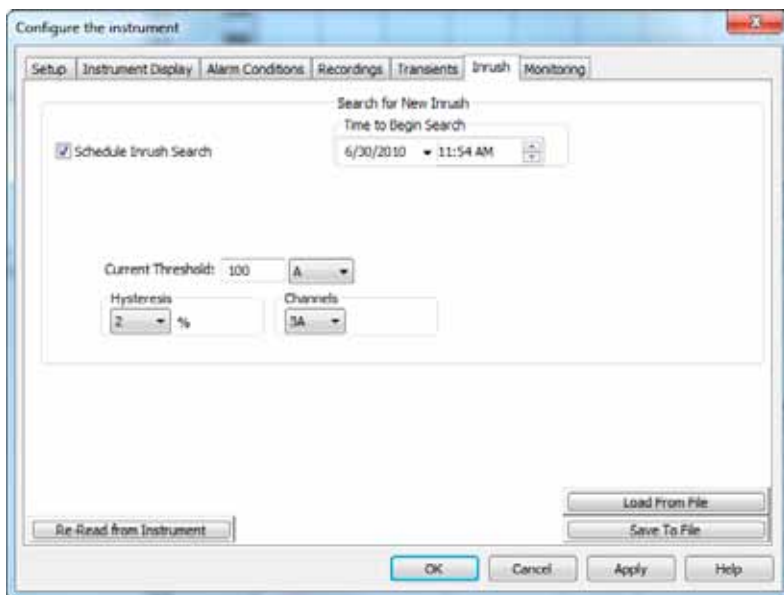 Configure the instrument
Setup Instrument Display Alarm Conditions Recordings Transients Inrush Monitoring
Search for New Inrush
Time to Begin Search
Schedule Inrush Search 6/30/2010 11:54 AM
Current Threshold: 100 A
Hysteresis Channels
2 % 3A
Load From File
Re-Read from Instrument Save To File
OK Cancel Apply Help